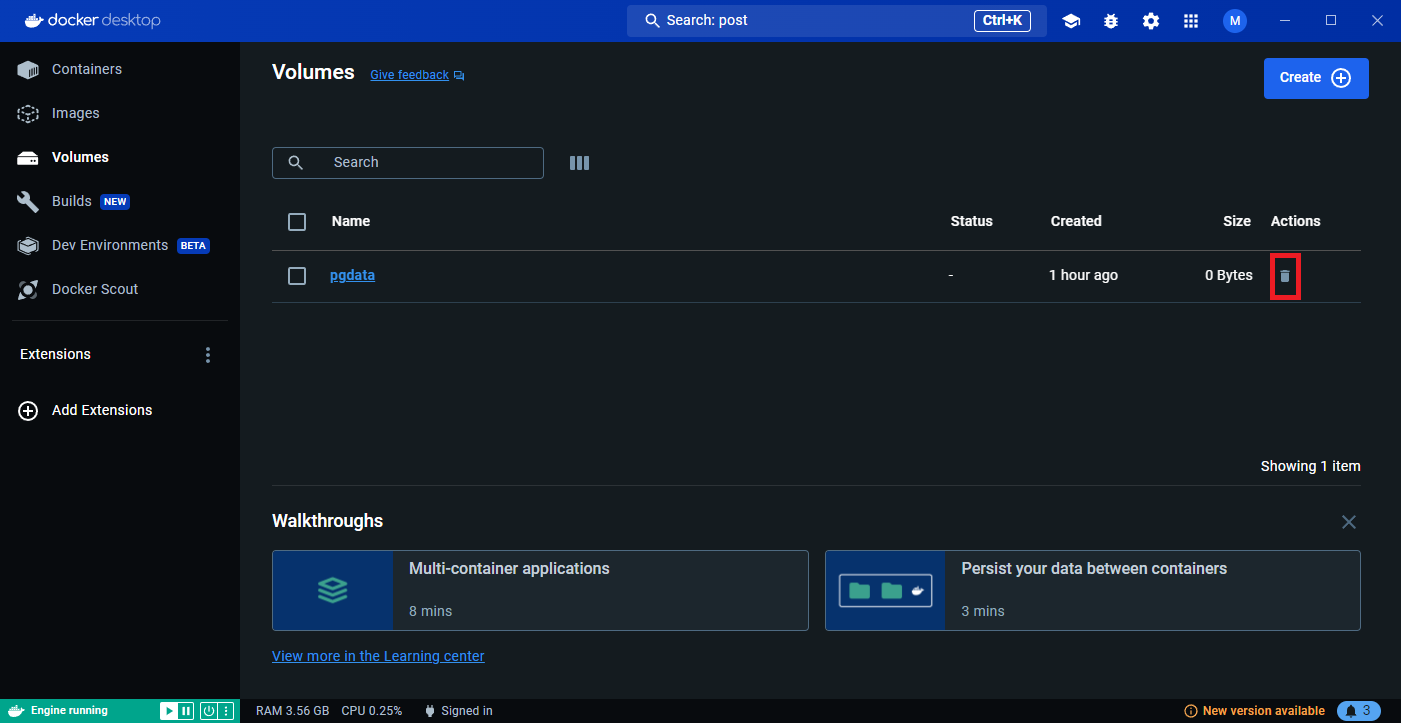 docker desktop
Search: post
Ctrl+K
M
Containers
Images
Volumes
Builds NEW
Dev Environments BETA
Docker Scout
Extensions
Add Extensions
Volumes
Give feedback
Create
Search
Name Status Created Size Actions
pgdata - 1 hour ago 0 Bytes
Showing 1 item
Walkthroughs
Multi-container applications
8 mins
Persist your data between containers
3 mins
View more in the Learning center
Engine running
RAM 3.56 GB CPU 0.25% Signed in
New version available
3